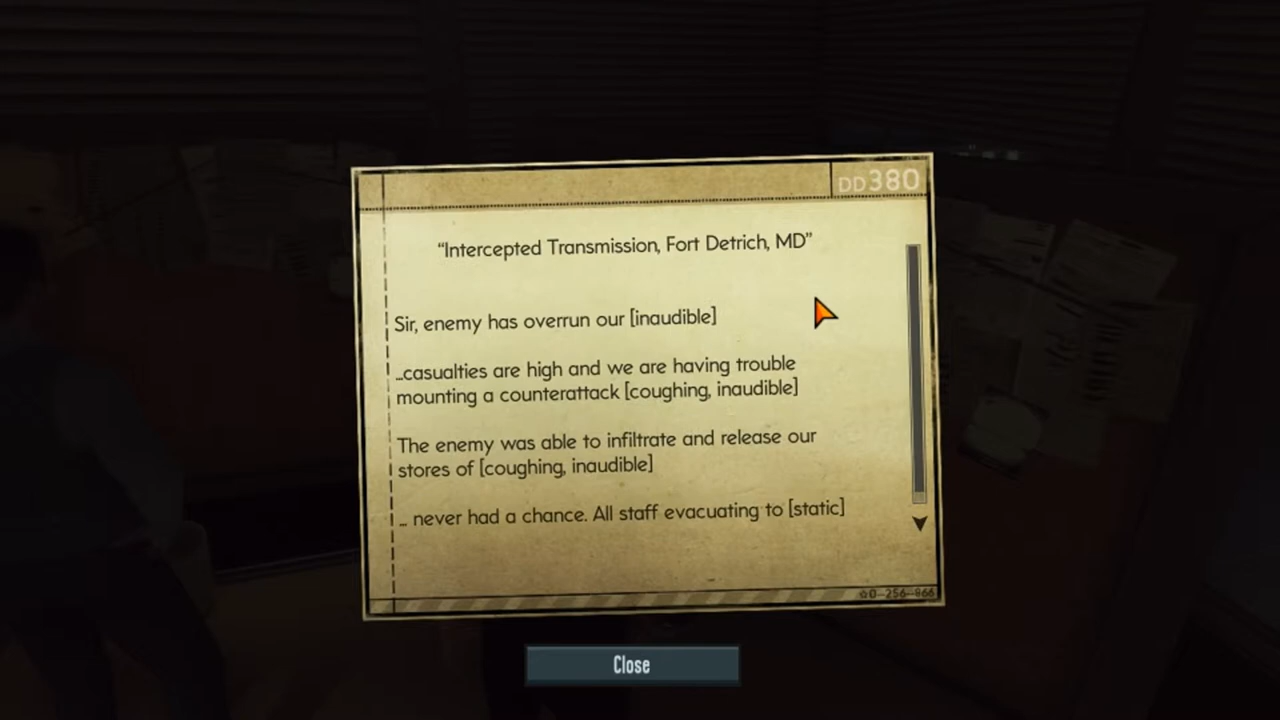 DD380
“Intercepted Transmission, Fort Detrich, MD”
Sir, enemy has overrun our [inaudible]
...casualties are high and we are having trouble
mounting a counterattack [coughing, inaudible]
The enemy was able to infiltrate and release our
stores of [coughing, inaudible]
... never had a chance. All staff evacuating to [static]
Close